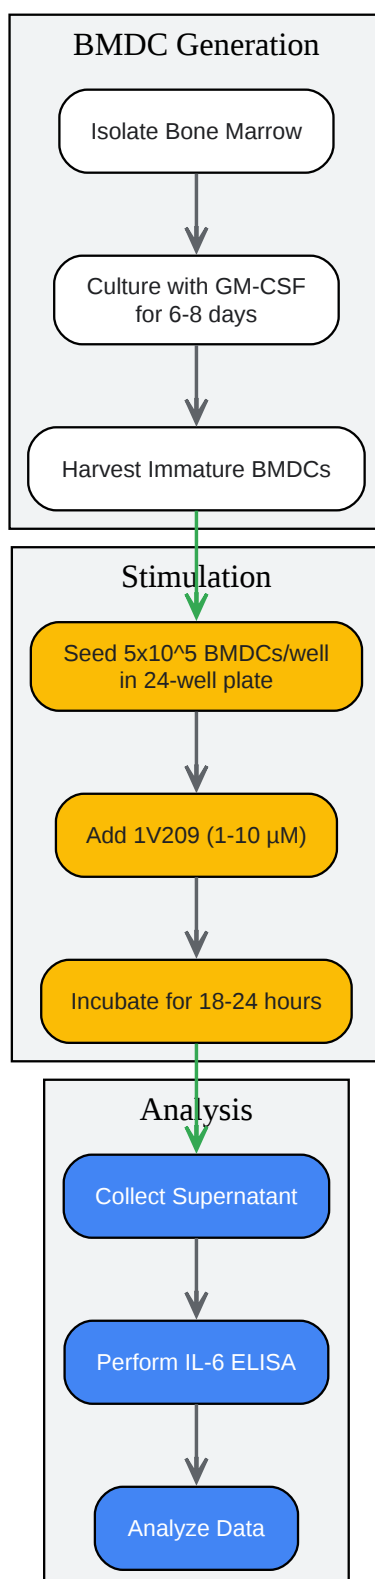 BMDC Generation
Isolate Bone Marrow
Culture with GM-CSF
for 6-8 days
Harvest Immature BMDCs
Stimulation
Seed 5x10^5 BMDCs/well
in 24-well plate
Add 1V209 (1-10 µM)
Incubate for 18-24 hours
Analysis
Collect Supernatant
Perform IL-6 ELISA
Analyze Data